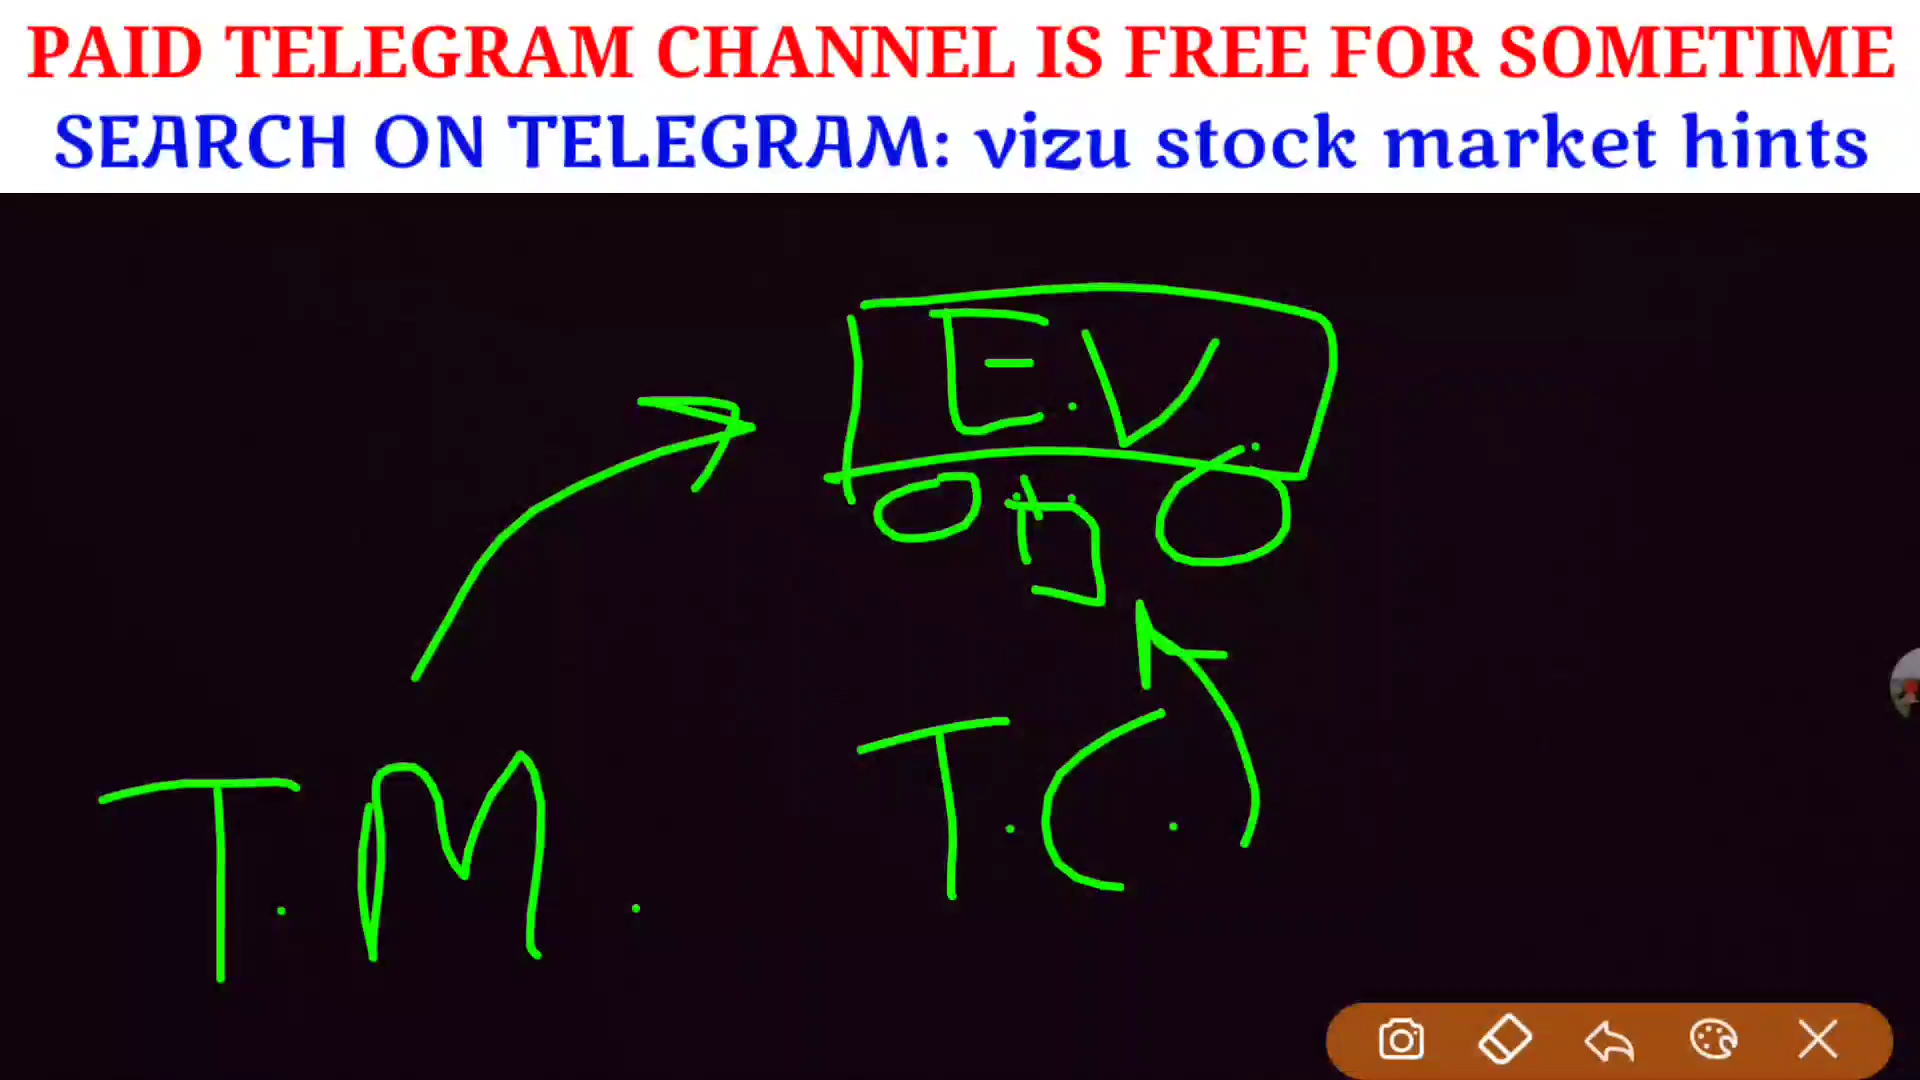 PAID TELEGRAM CHANNEL IS FREE FOR SOMETIME
SEARCH ON TELEGRAM: vizu stock market hints
E.V.
T.M.
T.C.